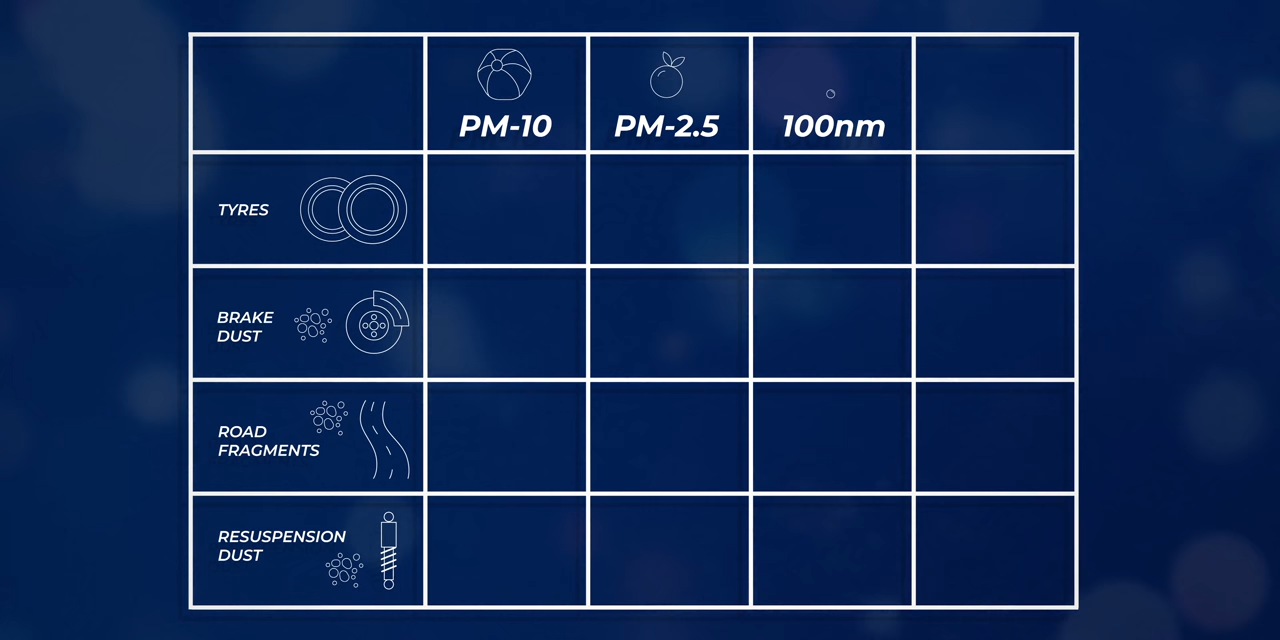 PM-10
PM-2.5
100nm
TYRES
BRAKE
DUST
ROAD
FRAGMENTS
RESUSPENSION
DUST